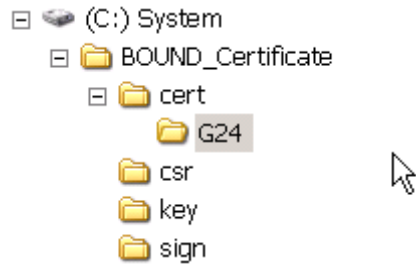 (C:) System
BOUND_Certificate
cert
G24
csr
key
sign